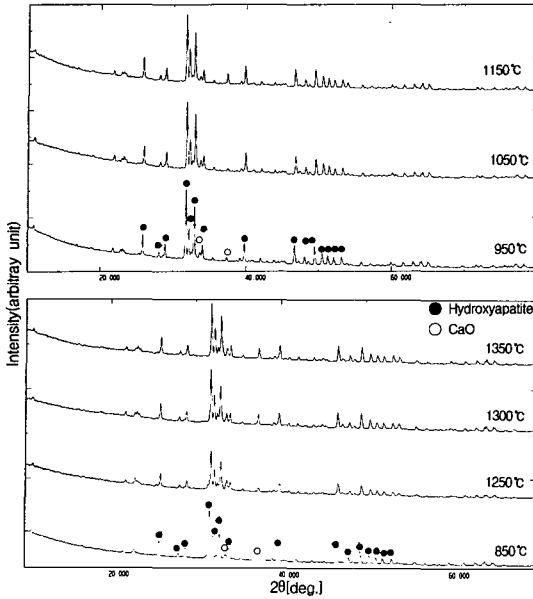 1150℃
1050℃
950℃
20 000 40 000 60 000
Intensity(arbitray unit)
● Hydroxyapatite
○ CaO
1350℃
1300℃
1250℃
850℃
20 000 40 000 60 000
2θ[deg.]